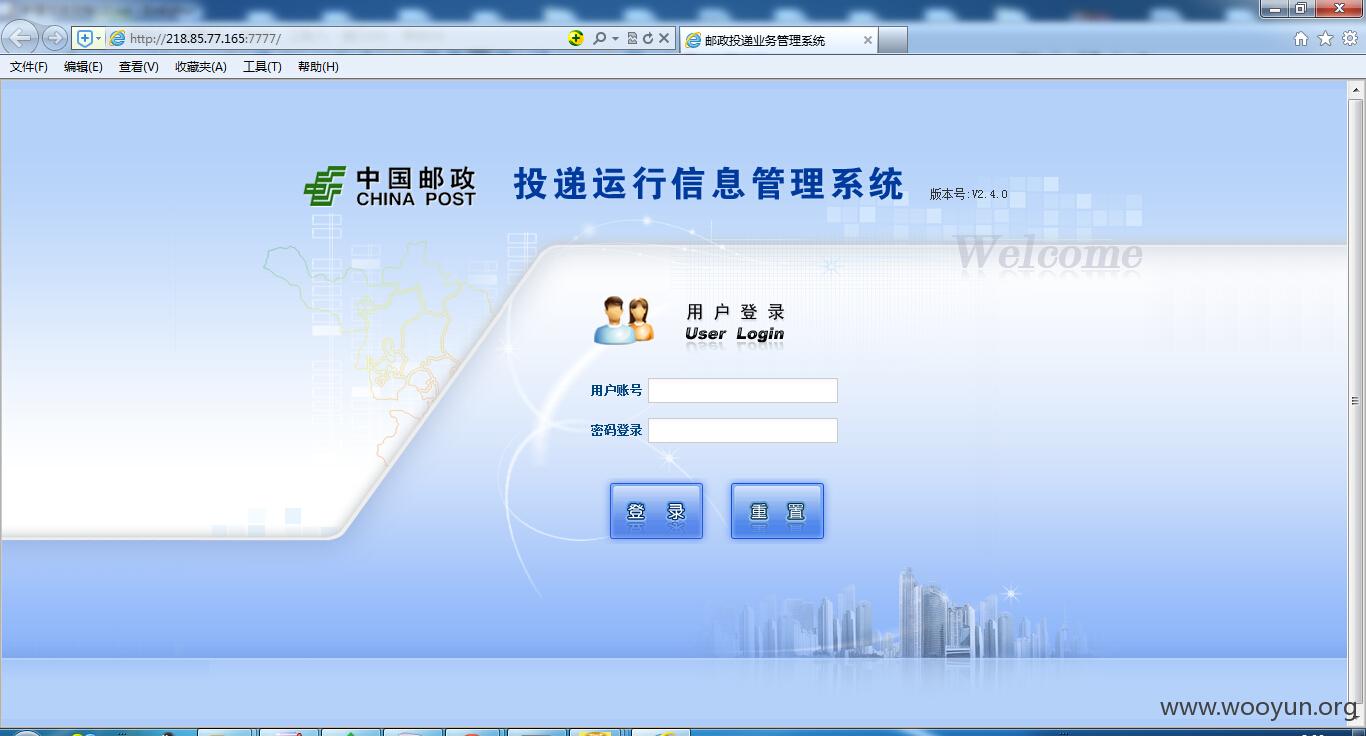 http://218.85.77.165:7777/
邮政投递业务管理系统
文件(F) 编辑(E) 查看(V) 收藏夹(A) 工具(T) 帮助(H)
中国邮政
CHINA POST
投递运行信息管理系统
版本号:V2.4.0
Welcome
用户登录
User Login
用户账号
密码登录
登录 重置
www.wooyun.org